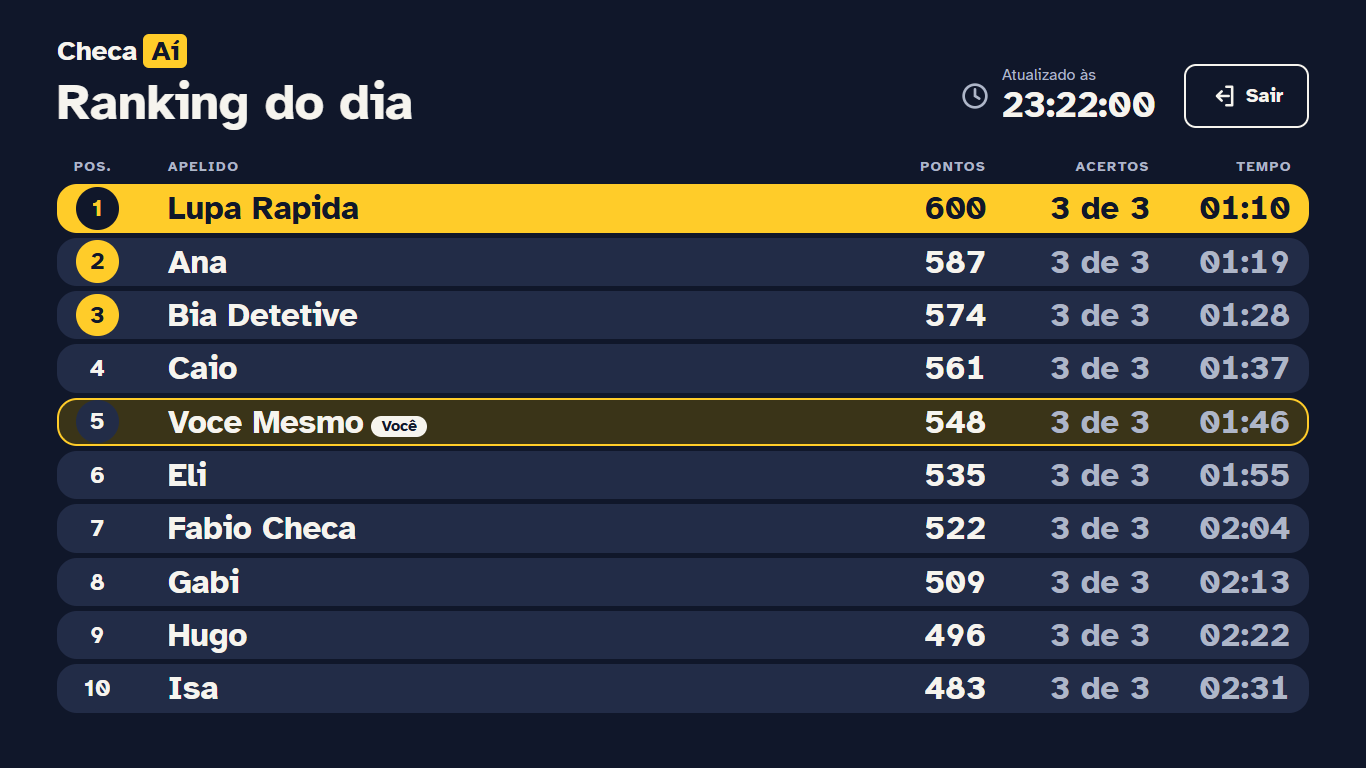 Checa Aí
Ranking do dia
Atualizado às
23:22:00
Sair
POS. APELIDO PONTOS ACERTOS TEMPO
1 Lupa Rapida 600 3 de 3 01:10
2 Ana 587 3 de 3 01:19
3 Bia Detetive 574 3 de 3 01:28
4 Caio 561 3 de 3 01:37
5 Voce Mesmo Você 548 3 de 3 01:46
6 Eli 535 3 de 3 01:55
7 Fabio Checa 522 3 de 3 02:04
8 Gabi 509 3 de 3 02:13
9 Hugo 496 3 de 3 02:22
10 Isa 483 3 de 3 02:31